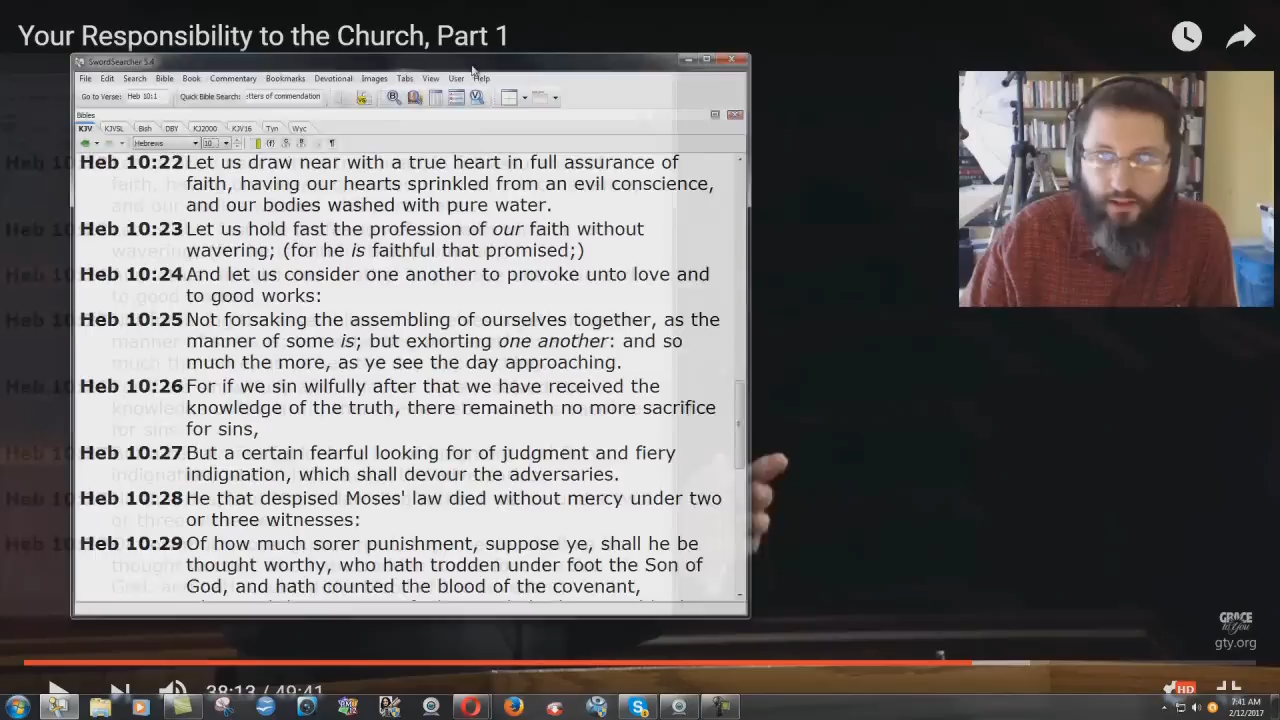 Your Responsibility to the Church, Part 1
SwordSearcher 5.4
File Edit Search Bible Book Commentary Bookmarks Devotional Images Tabs View User Help
Go to Verse: Heb 10:1 Quick Bible Search: :tters of commendation
Bibles
KJV KJVSL Bish DBY KJ2000 KJV16 Tyn Wyc
Hebrews 10
Heb 10:22 Let us draw near with a true heart in full assurance of
faith, having our hearts sprinkled from an evil conscience,
and our bodies washed with pure water.
Heb 10:23 Let us hold fast the profession of our faith without
wavering; (for he is faithful that promised;)
Heb 10:24 And let us consider one another to provoke unto love and
to good works:
Heb 10:25 Not forsaking the assembling of ourselves together, as the
manner of some is; but exhorting one another: and so
much the more, as ye see the day approaching.
Heb 10:26 For if we sin wilfully after that we have received the
knowledge of the truth, there remaineth no more sacrifice
for sins,
Heb 10:27 But a certain fearful looking for of judgment and fiery
indignation, which shall devour the adversaries.
Heb 10:28 He that despised Moses' law died without mercy under two
or three witnesses:
Heb 10:29 Of how much sorer punishment, suppose ye, shall he be
thought worthy, who hath trodden under foot the Son of
God, and hath counted the blood of the covenant,
GRACE
to You
gty.org
38:13 / 49:41
HD
7:41 AM
2/12/2017